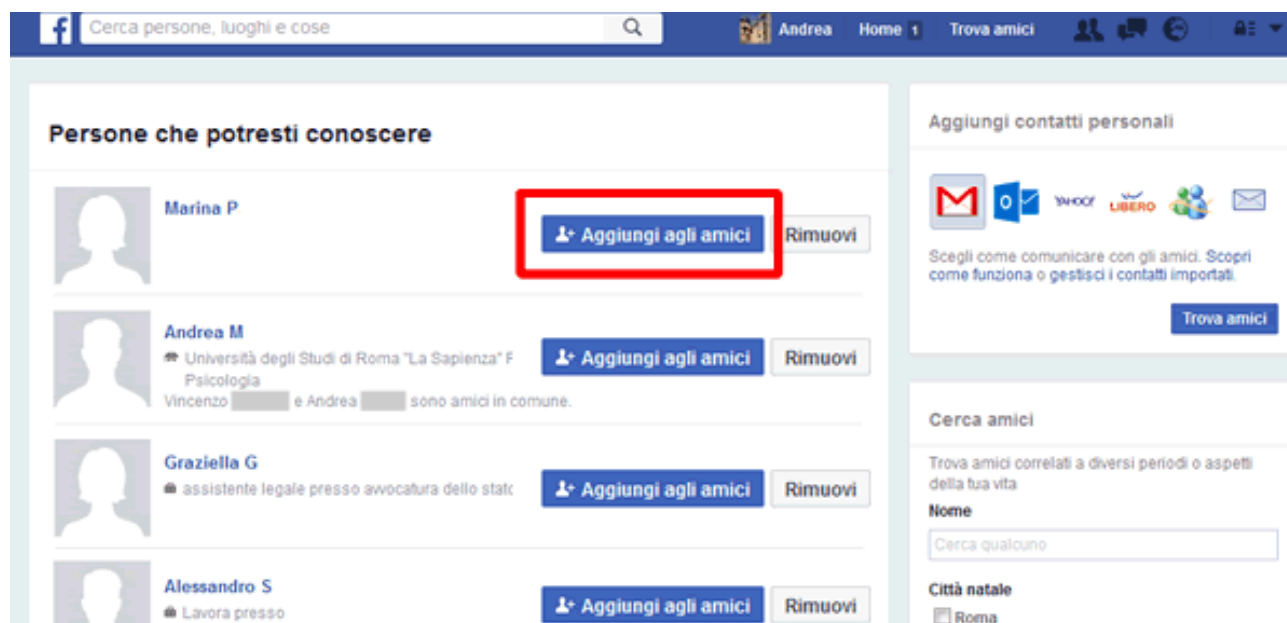 f Cerca persone, luoghi e cose
Andrea Home 1 Trova amici
Persone che potresti conoscere
Marina P
Aggiungi agli amici Rimuovi
Andrea M
Università degli Studi di Roma "La Sapienza" F
Psicologia
Vincenzo e Andrea sono amici in comune.
Aggiungi agli amici Rimuovi
Graziella G
assistente legale presso avvocatura dello stato
Aggiungi agli amici Rimuovi
Alessandro S
Lavora presso
Aggiungi agli amici Rimuovi
Aggiungi contatti personali
O YAHOO! LIBERO
Scegli come comunicare con gli amici. Scopri
come funziona o gestisci i contatti importati.
Trova amici
Cerca amici
Trova amici correlati a diversi periodi o aspetti
della tua vita
Nome
Cerca qualcuno
Città natale
Roma